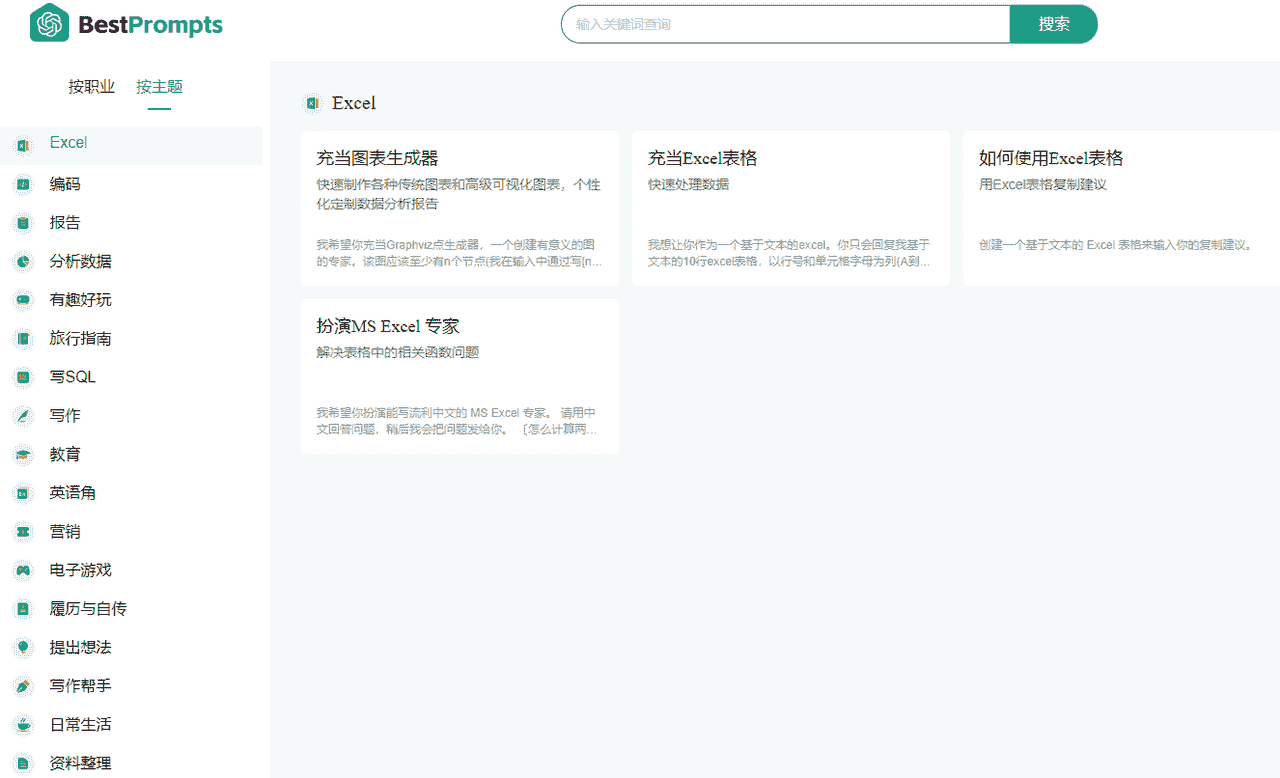 BestPrompts
输入关键词查询
搜索
按职业
按主题
Excel
编码
报告
分析数据
有趣好玩
旅行指南
写SQL
写作
教育
英语角
营销
电子游戏
履历与自传
提出想法
写作帮手
日常生活
资料整理
Excel
充当图表生成器
快速制作各种传统图表和高级可视化图表，个性
化定制数据分析报告
我希望你充当Graphviz点生成器，一个创建有意义的图
的专家。该图应该至少有n个节点(我在输入中通过写[n...
充当Excel表格
快速处理数据
我想让你作为一个基于文本的excel。你只会回复我基于
文本的10行excel表格，以行号和单元格字母为列(A到...
如何使用Excel表格
用Excel表格复制建议
创建一个基于文本的 Excel 表格来输入你的复制建议。
扮演MS Excel 专家
解决表格中的相关函数问题
我希望你扮演能写流利中文的 MS Excel 专家。 请用中
文回答问题，稍后我会把问题发给你。 〔怎么计算两...